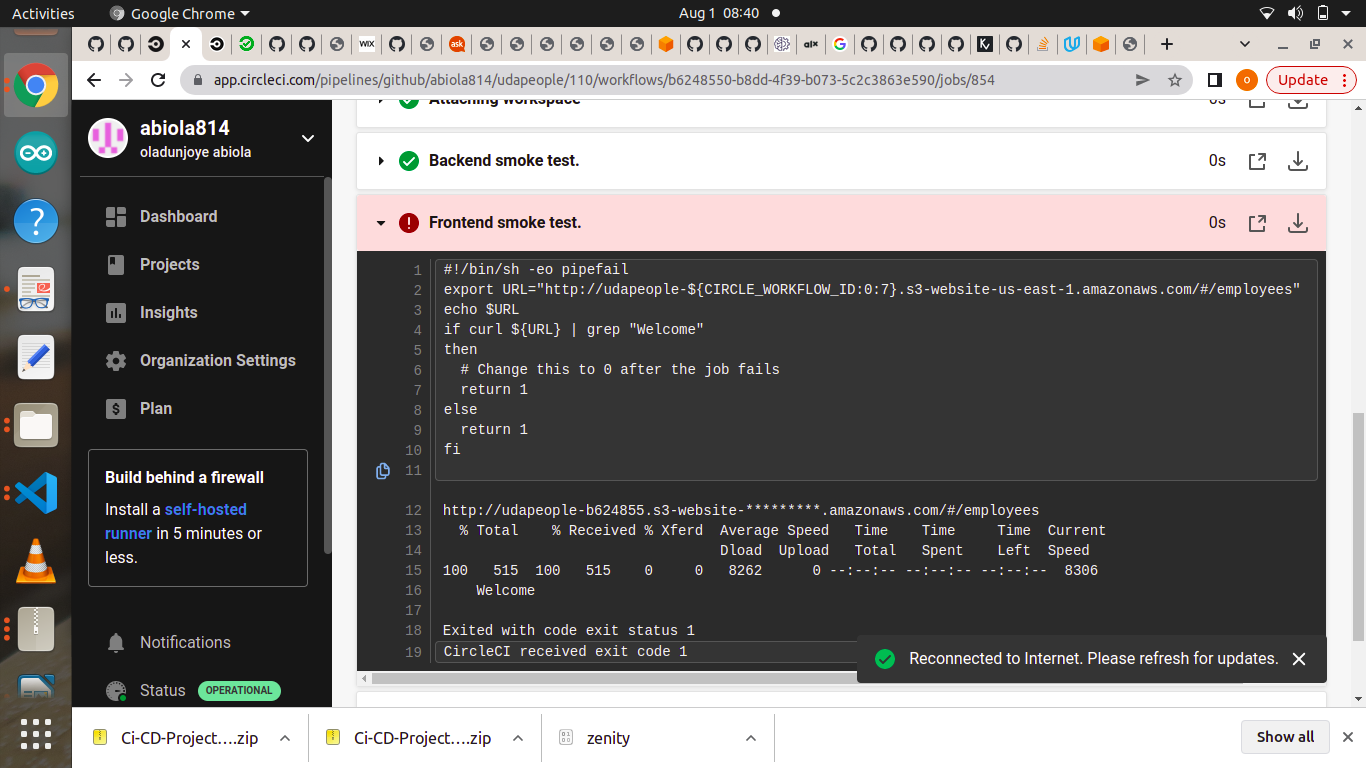 Activities
Google Chrome
Aug 1 08:40
WIX
ask
alx
G
app.circleci.com/pipelines/github/abiola814/udapeople/110/workflows/b6248550-b8dd-4f39-b073-5c2c3863e590/jobs/854
o
Update
abiola814
oladunjoye abiola
Dashboard
Projects
Insights
Organization Settings
Plan
Build behind a firewall
Install a self-hosted
runner in 5 minutes or
less.
Notifications
Status OPERATIONAL
Attaching workspace 0s
Backend smoke test. 0s
Frontend smoke test. 0s
1 #!/bin/sh -eo pipefail
2 export URL="http://udapeople-${CIRCLE_WORKFLOW_ID:0:7}.s3-website-us-east-1.amazonaws.com/#/employees"
3 echo $URL
4 if curl ${URL} | grep "Welcome"
5 then
6 # Change this to 0 after the job fails
7 return 1
8 else
9 return 1
10 fi
11
12 http://udapeople-b624855.s3-website-*********.amazonaws.com/#/employees
13 % Total % Received % Xferd Average Speed Time Time Time Current
14 Dload Upload Total Spent Left Speed
15 100 515 100 515 0 0 8262 0 --:--:-- --:--:-- --:--:-- 8306
16 Welcome
17
18 Exited with code exit status 1
19 CircleCI received exit code 1
Reconnected to Internet. Please refresh for updates.
Ci-CD-Project....zip
Ci-CD-Project....zip
zenity
Show all